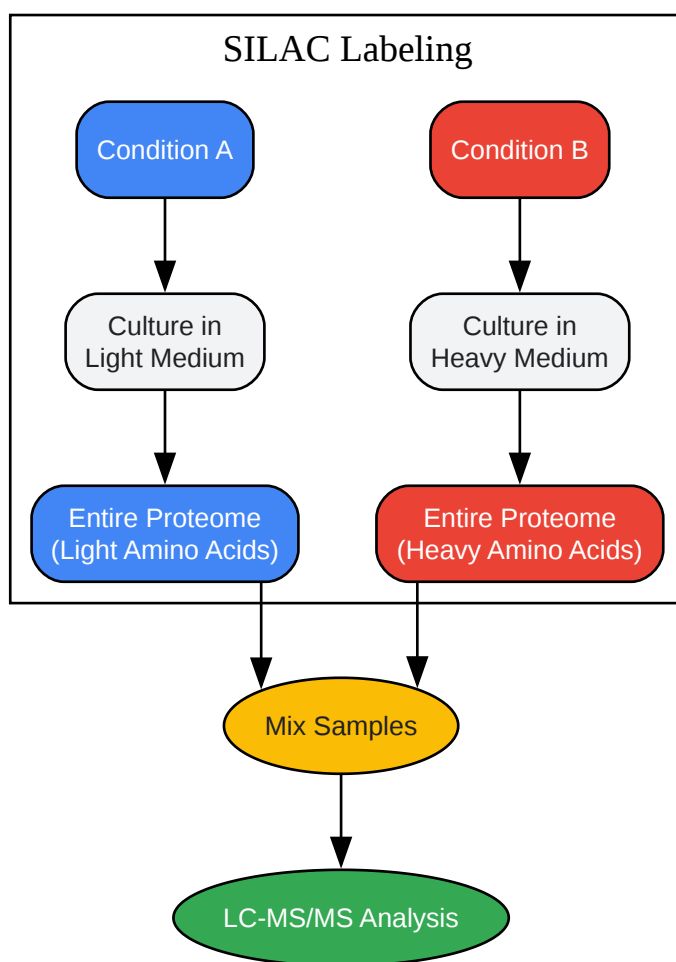 SILAC Labeling
Condition A
Condition B
Culture in
Light Medium
Culture in
Heavy Medium
Entire Proteome
(Light Amino Acids)
Entire Proteome
(Heavy Amino Acids)
Mix Samples
LC-MS/MS Analysis